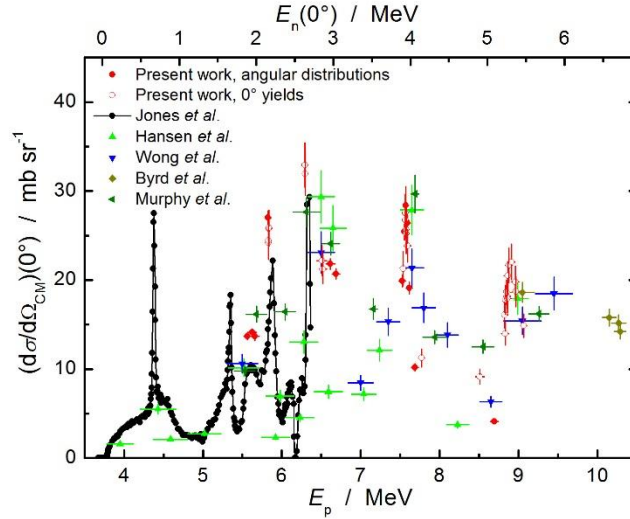 E_n(0°) / MeV
0 1 2 3 4 5 6
Present work, angular distributions
Present work, 0° yields
Jones et al.
Hansen et al.
Wong et al.
Byrd et al.
Murphy et al.
40
30
20
10
0
(dσ/dΩ_CM)(0°) / mb sr⁻¹
4 5 6 7 8 9 10
E_p / MeV